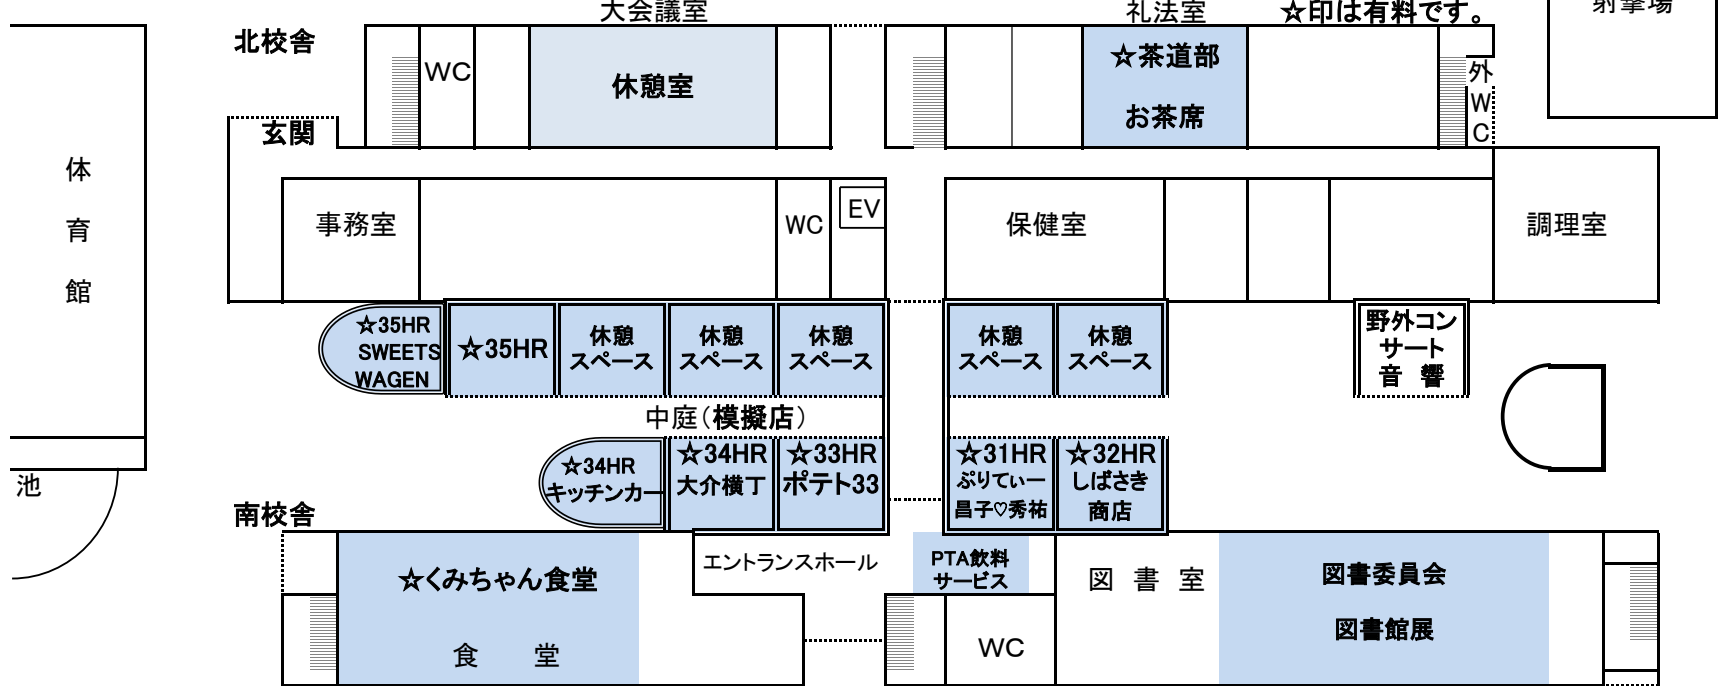 大会議室
礼法室
☆印は有料です。
射撃場
北校舎
WC
休憩室
☆茶道部
お茶席
外
W
C
玄関
体
育
館
事務室
WC
EV
保健室
調理室
☆35HR
SWEETS
WAGEN
☆35HR
休憩
スペース
休憩
スペース
休憩
スペース
休憩
スペース
休憩
スペース
野外コン
サート
音 響
中庭(模擬店)
☆34HR
キッチンカー
☆34HR
大介横丁
☆33HR
ポテト33
☆31HR
ぷりてぃー
昌子♡秀祐
☆32HR
しばさき
商店
池
南校舎
☆くみちゃん食堂
食 堂
エントランスホール
PTA飲料
サービス
WC
図 書 室
図書委員会
図書館展